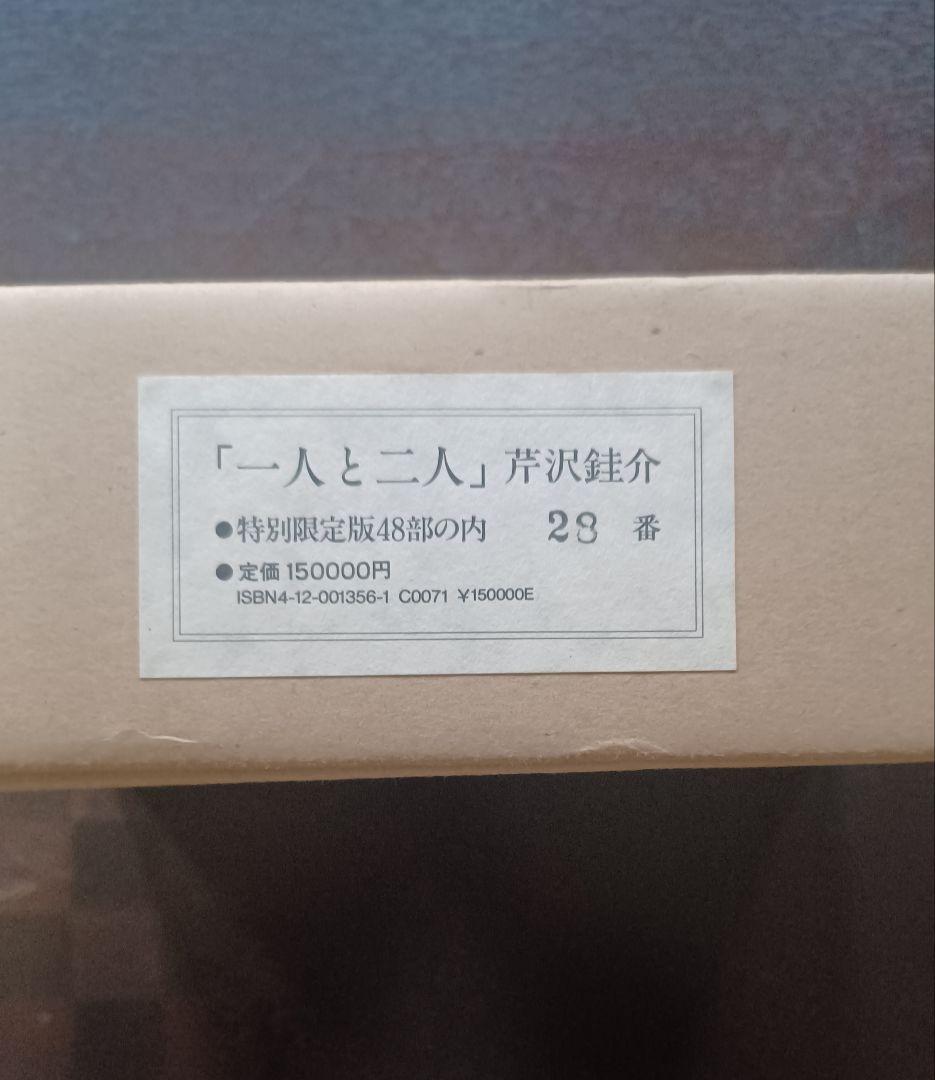 「一人と二人」芹沢銈介
●特別限定版48部の内 28 番
●定価 150000円
ISBN4-12-001356-1 C0071 ¥150000E